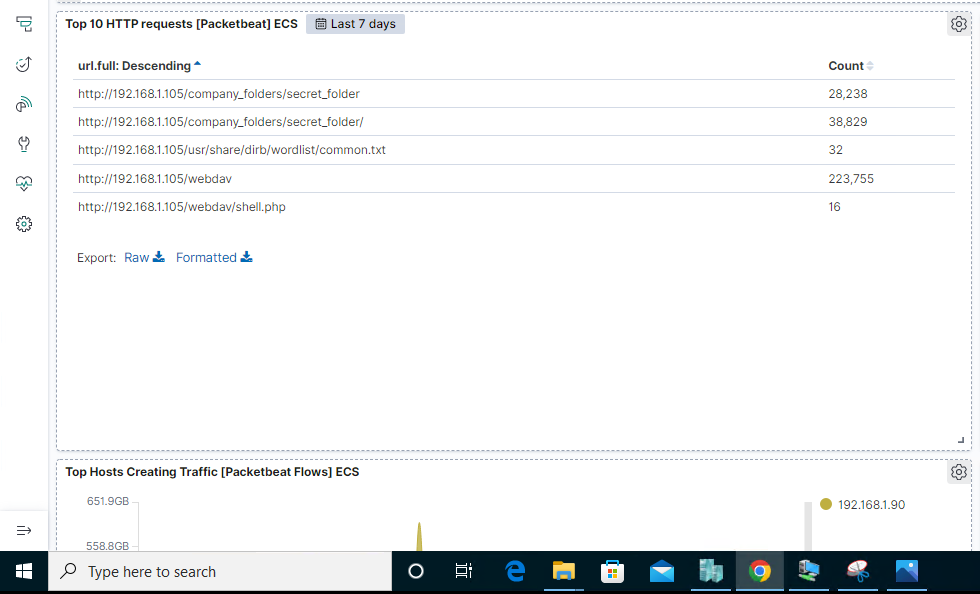 Top 10 HTTP requests [Packetbeat] ECS Last 7 days
url.full: Descending Count
http://192.168.1.105/company_folders/secret_folder 28,238
http://192.168.1.105/company_folders/secret_folder/ 38,829
http://192.168.1.105/usr/share/dirb/wordlist/common.txt 32
http://192.168.1.105/webdav 223,755
http://192.168.1.105/webdav/shell.php 16
Export: Raw Formatted
Top Hosts Creating Traffic [Packetbeat Flows] ECS
651.9GB 192.168.1.90
558.8GB
Type here to search